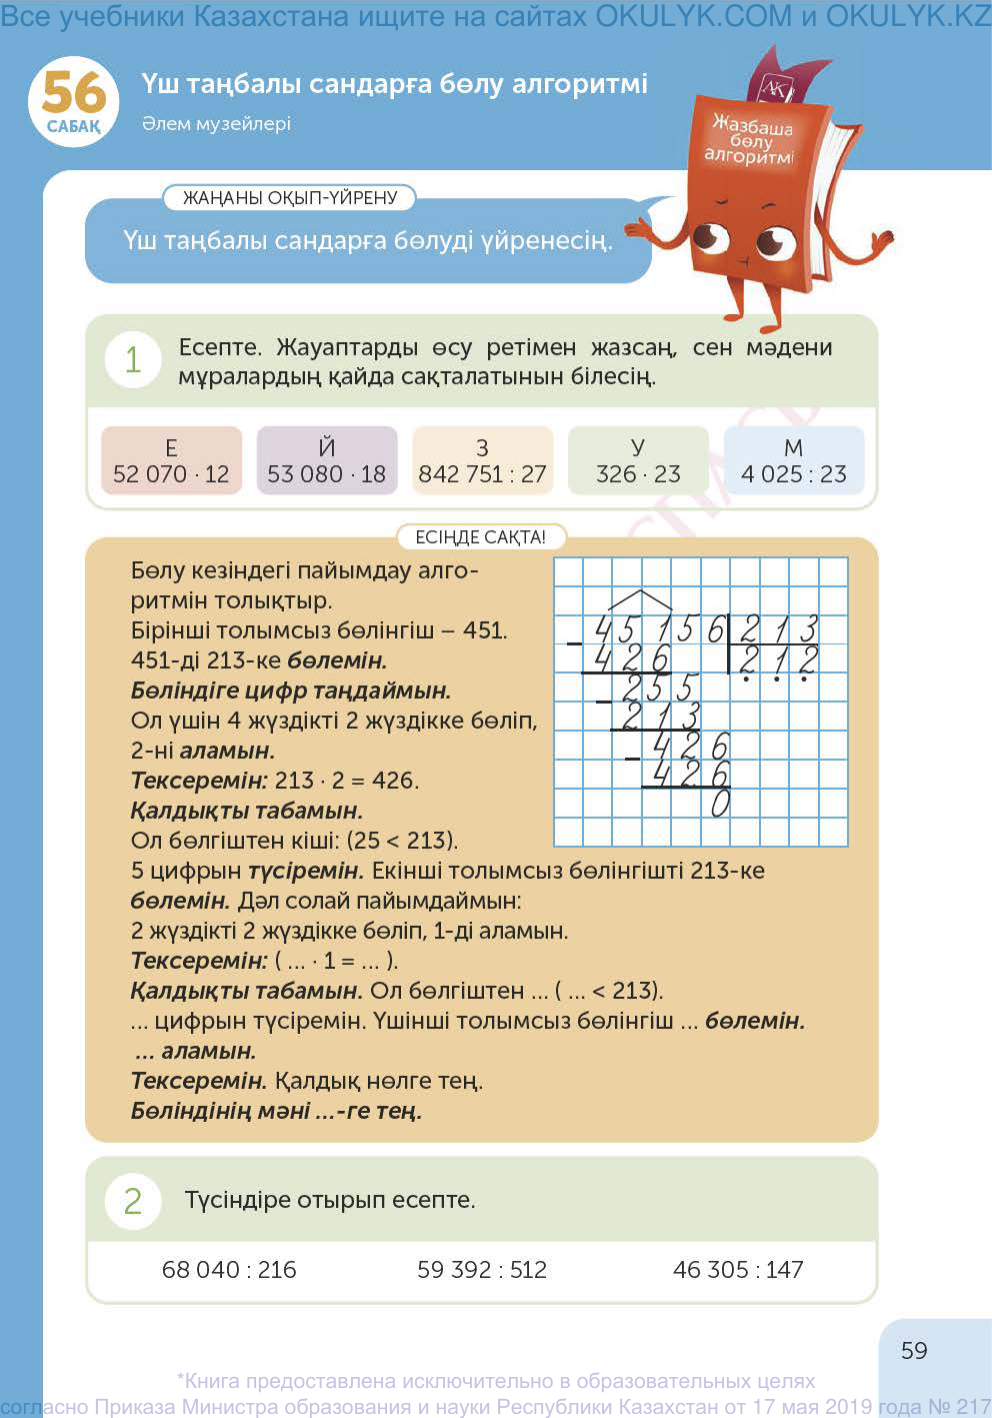 Все учебники Казахстана ищите на сайтах OKULYK.COM и OKULYK.KZ
56
САБАҚ
Үш таңбалы сандарға бөлу алгоритмі
Әлем музейлері
АК
Жазбаша
бөлу
алгоритмі
ЖАҢАНЫ ОҚЫП-ҮЙРЕНУ
Үш таңбалы сандарға бөлуді үйренесің.
1
Есепте. Жауаптарды өсу ретімен жазсаң, сен мәдени
мұралардың қайда сақталатынын білесің.
Е
52 070 · 12
Й
53 080 · 18
З
842 751 : 27
У
326 · 23
М
4 025 : 23
ЕСІҢДЕ САҚТА!
Бөлу кезіндегі пайымдау алго-
ритмін толықтыр.
Бірінші толымсыз бөлінгіш – 451.
451-ді 213-ке бөлемін.
Бөліндіге цифр таңдаймын.
Ол үшін 4 жүздікті 2 жүздікке бөліп,
2-ні аламын.
Тексеремін: 213 · 2 = 426.
Қалдықты табамын.
Ол бөлгіштен кіші: (25 < 213).
5 цифрын түсіремін. Екінші толымсыз бөлінгішті 213-ке
бөлемін. Дәл солай пайымдаймын:
2 жүздікті 2 жүздікке бөліп, 1-ді аламын.
Тексеремін: ( ... · 1 = ... ).
Қалдықты табамын. Ол бөлгіштен ... ( ... < 213).
... цифрын түсіремін. Үшінші толымсыз бөлінгіш ... бөлемін.
... аламын.
Тексеремін. Қалдық нөлге тең.
Бөліндінің мәні ...-ге тең.
45156 213
– 426 212
– 255
213
– 426
426
0
2
Түсіндіре отырып есепте.
68 040 : 216
59 392 : 512
46 305 : 147
59
*Книга предоставлена исключительно в образовательных целях
согласно Приказа Министра образования и науки Республики Казахстан от 17 мая 2019 года № 217